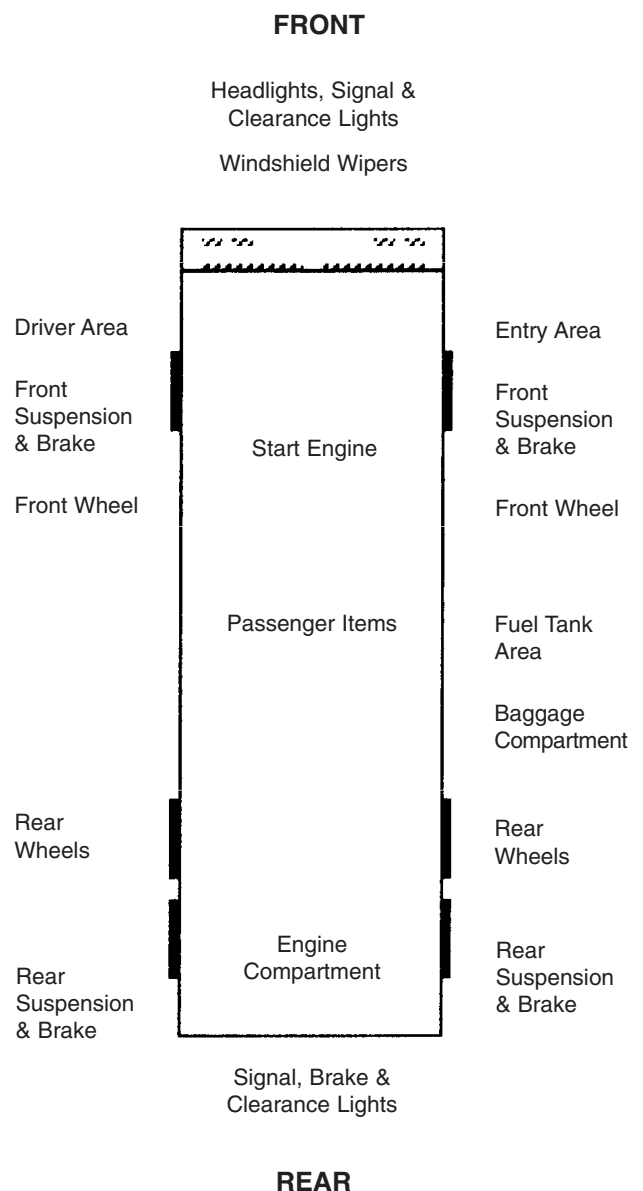 FRONT
Headlights, Signal &
Clearance Lights
Windshield Wipers
Driver Area
Front
Suspension
& Brake
Front Wheel
Rear
Wheels
Rear
Suspension
& Brake
Start Engine
Passenger Items
Engine
Compartment
Entry Area
Front
Suspension
& Brake
Front Wheel
Fuel Tank
Area
Baggage
Compartment
Rear
Wheels
Rear
Suspension
& Brake
Signal, Brake &
Clearance Lights
REAR